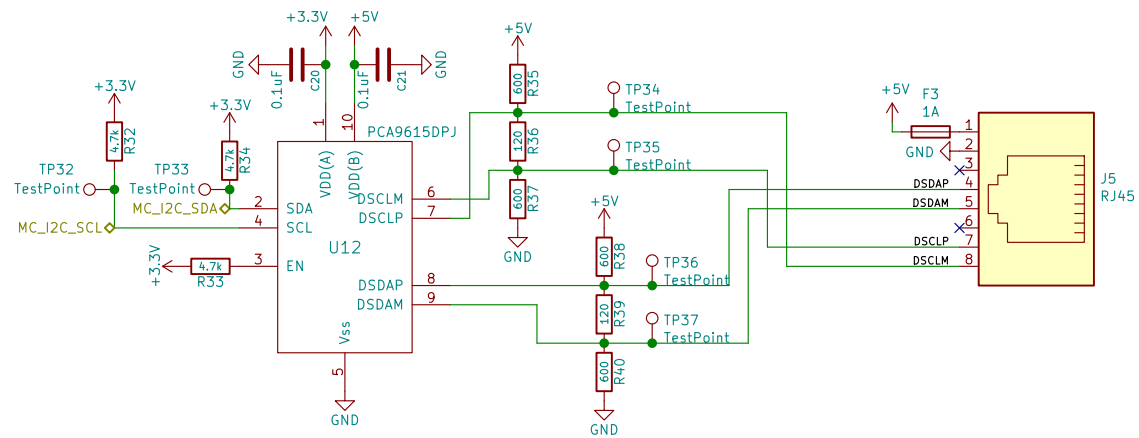 +3.3V
+5V
GND
0.1uF
C20
0.1uF
C21
GND
+3.3V
4.7k
R32
+3.3V
4.7k
R34
TP32
TestPoint
TP33
TestPoint
MC_I2C_SDA
MC_I2C_SCL
+3.3V
4.7k
R33
1
10
PCA9615DPJ
VDD(A)
VDD(B)
2
SDA
4
SCL
3
EN
U12
DSCLM
6
DSCLP
7
DSDAP
8
DSDAM
9
Vss
5
GND
+5V
600
R35
120
R36
600
R37
GND
TP34
TestPoint
TP35
TestPoint
+5V
600
R38
120
R39
600
R40
GND
TP36
TestPoint
TP37
TestPoint
+5V
F3
1A
GND
1
2
3
DSDAP
4
DSDAM
5
6
DSCLP
7
DSCLM
8
J5
RJ45